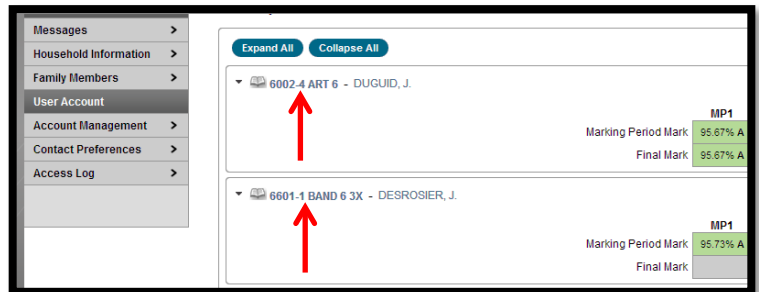 Messages >
Household Information >
Family Members >
User Account
Account Management >
Contact Preferences >
Access Log >
Expand All Collapse All
6002-4 ART 6 - DUGUID, J.
MP1
Marking Period Mark 95.67% A
Final Mark 95.67% A
6601-1 BAND 6 3X - DESROSIER, J.
MP1
Marking Period Mark 95.73% A
Final Mark